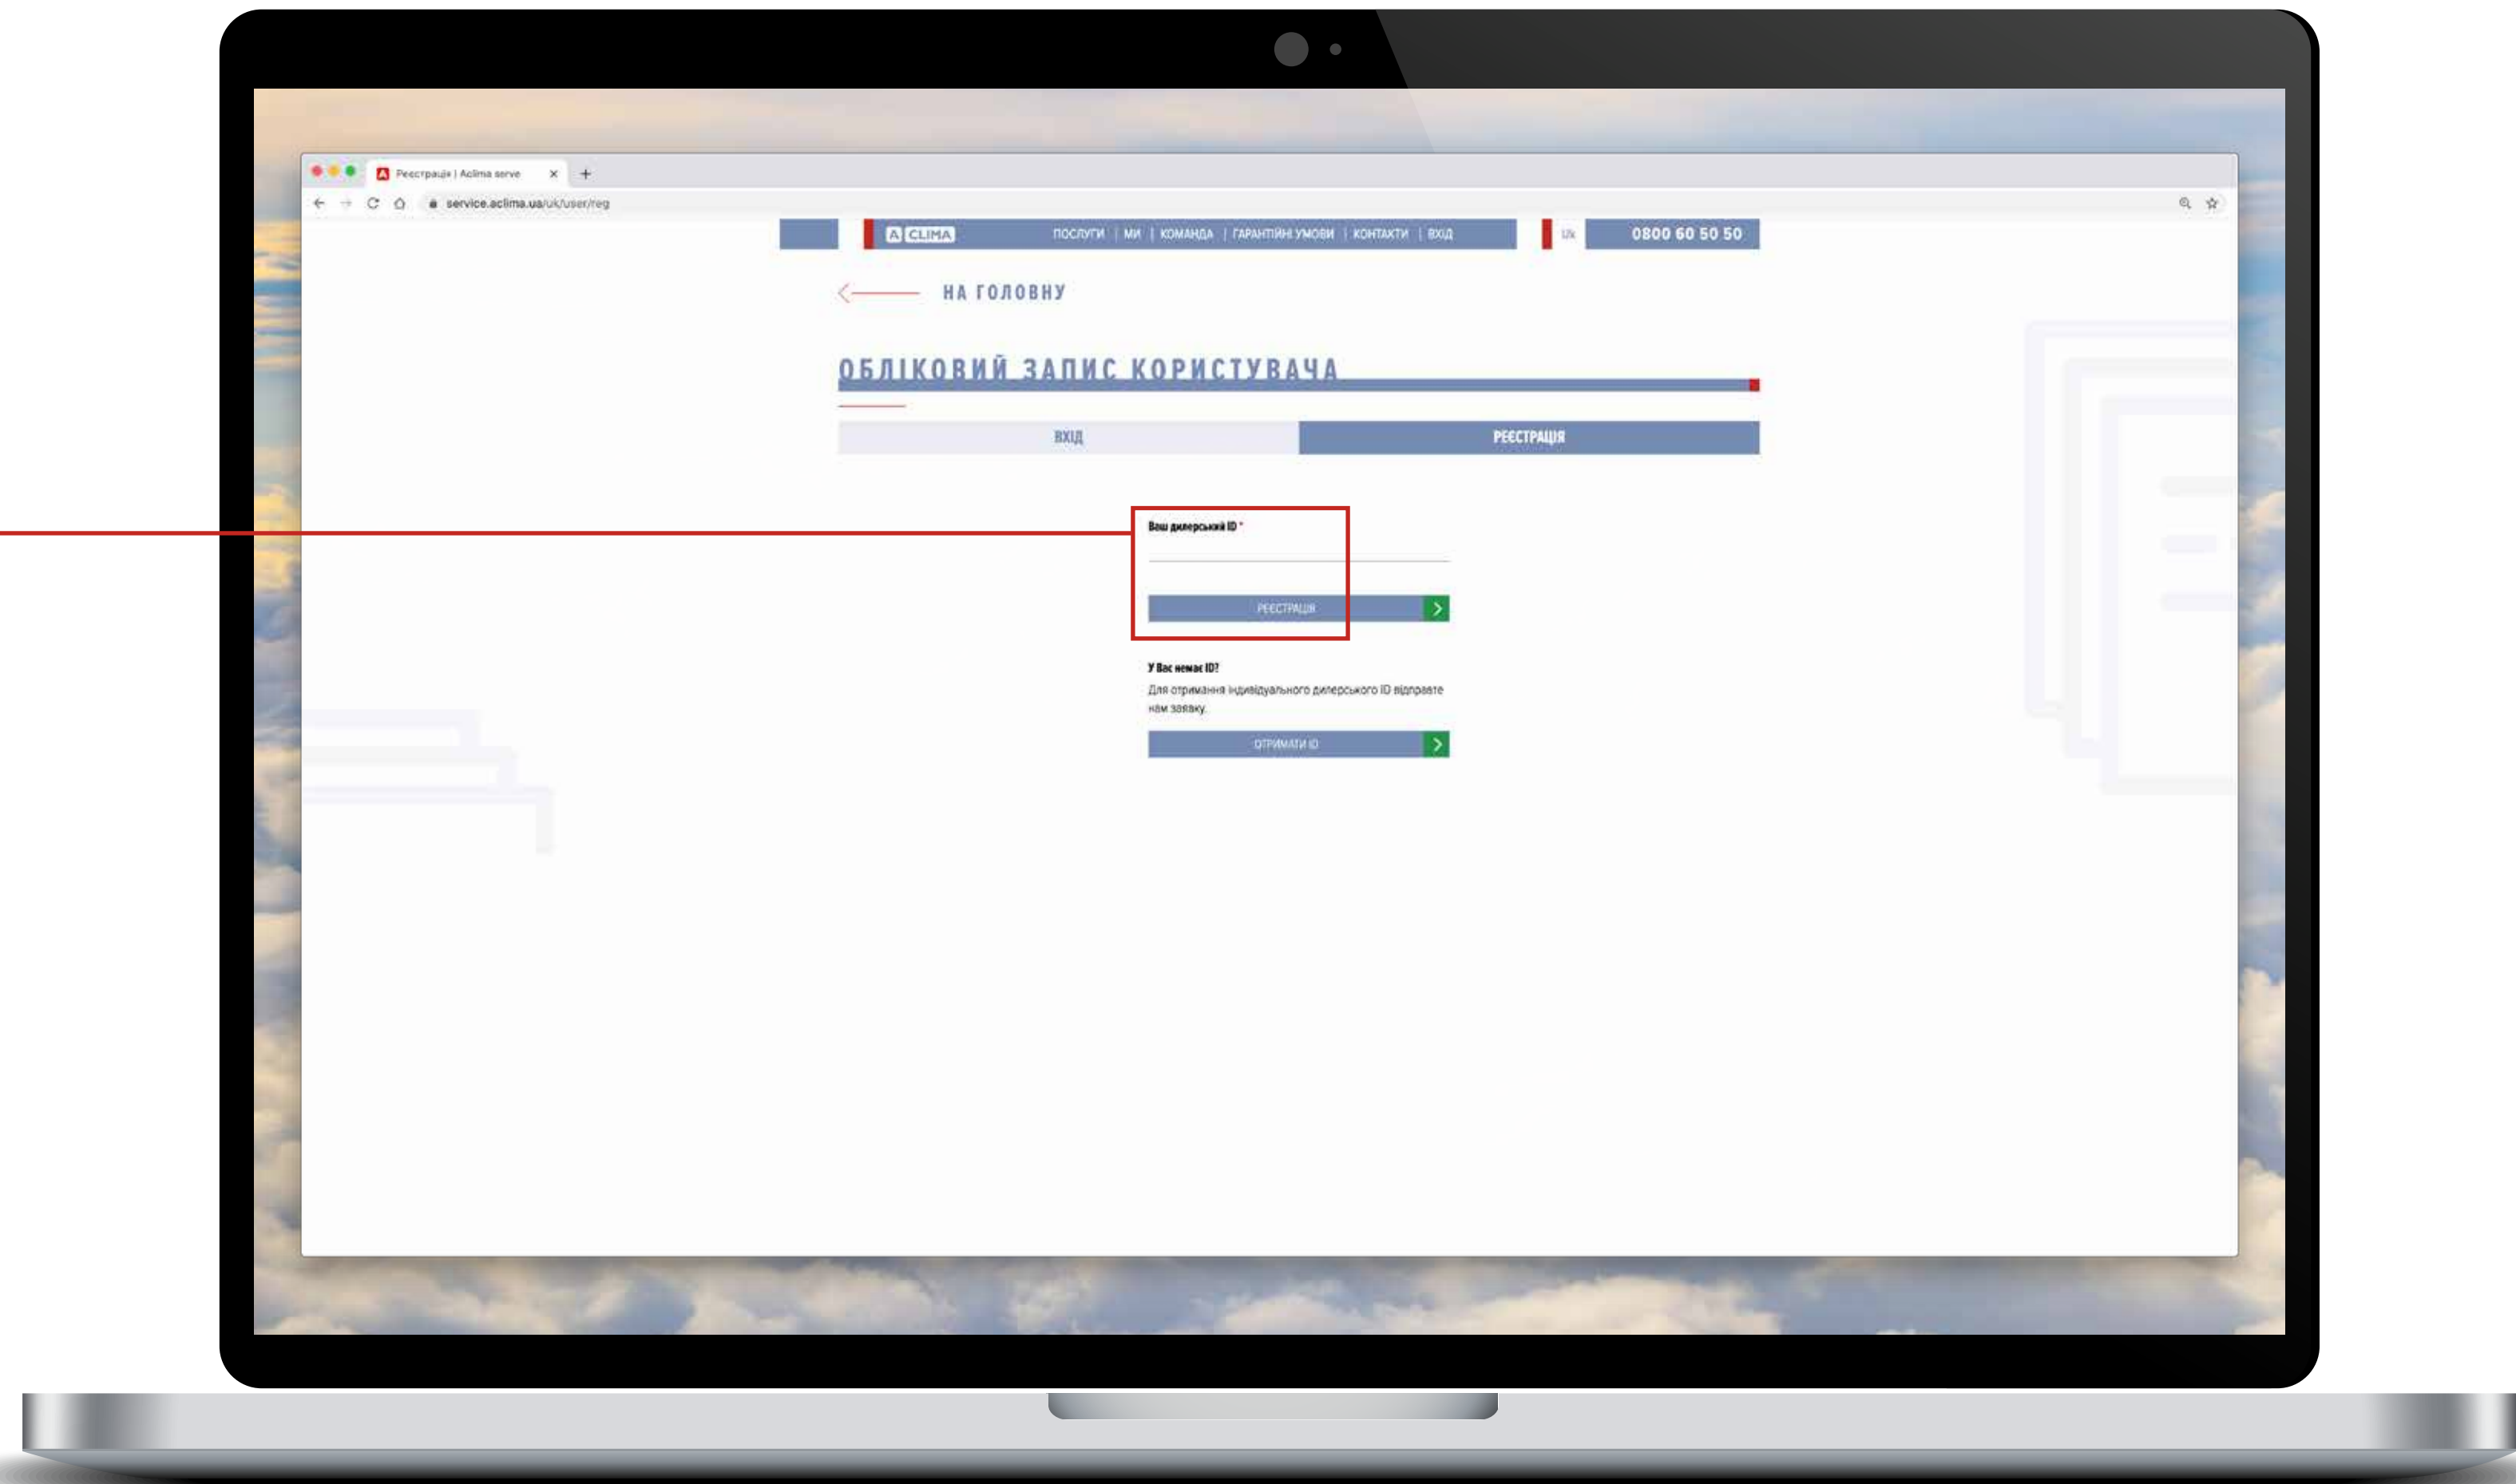 Реєстрація | Aclima serve
service.aclima.ua/uk/user/reg
A CLIMA
ПОСЛУГИ | МИ | КОМАНДА | ГАРАНТІЙНІ УМОВИ | КОНТАКТИ | ВХІД
Uk
0800 60 50 50
НА ГОЛОВНУ
ОБЛІКОВИЙ ЗАПИС КОРИСТУВАЧА
ВХІД
РЕЄСТРАЦІЯ
Ваш дилерський ID *
РЕЄСТРАЦІЯ
У Вас немає ID?
Для отримання індивідуального дилерського ID відправте
нам заявку.
ОТРИМАТИ ID